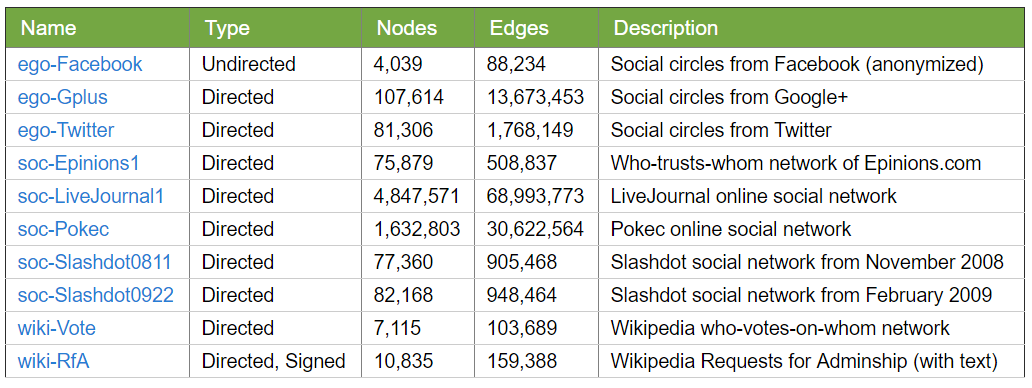 Name Type Nodes Edges Description
ego-Facebook Undirected 4,039 88,234 Social circles from Facebook (anonymized)
ego-Gplus Directed 107,614 13,673,453 Social circles from Google+
ego-Twitter Directed 81,306 1,768,149 Social circles from Twitter
soc-Epinions1 Directed 75,879 508,837 Who-trusts-whom network of Epinions.com
soc-LiveJournal1 Directed 4,847,571 68,993,773 LiveJournal online social network
soc-Pokec Directed 1,632,803 30,622,564 Pokec online social network
soc-Slashdot0811 Directed 77,360 905,468 Slashdot social network from November 2008
soc-Slashdot0922 Directed 82,168 948,464 Slashdot social network from February 2009
wiki-Vote Directed 7,115 103,689 Wikipedia who-votes-on-whom network
wiki-RfA Directed, Signed 10,835 159,388 Wikipedia Requests for Adminship (with text)